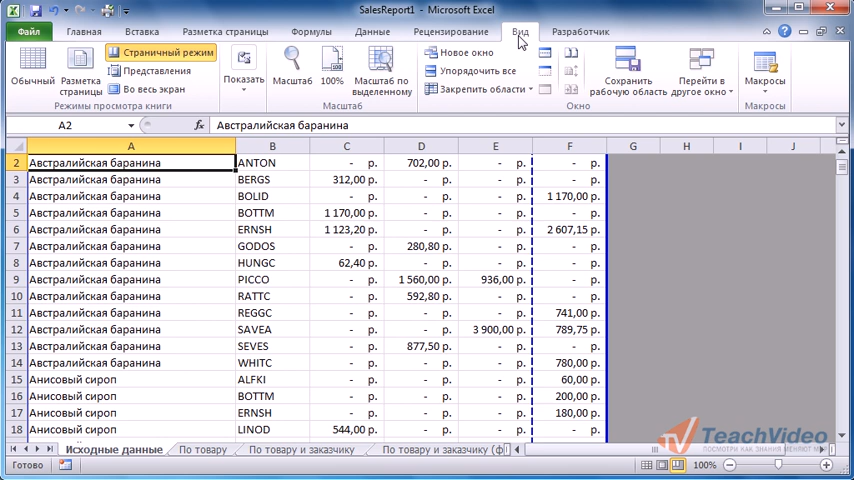 SalesReport1 - Microsoft Excel
Файл Главная Вставка Разметка страницы Формулы Данные Рецензирование Вид Разработчик
Обычный
Разметка страницы
Страничный режим
Представления
Во весь экран
Режимы просмотра книги
Показать
Масштаб
100%
Масштаб по выделенному
Масштаб
Новое окно
Упорядочить все
Закрепить области
Сохранить рабочую область
Перейти в другое окно
Окно
Макросы
Макросы
A2 fx Австралийская баранина
A B C D E F G H I J
2 Австралийская баранина ANTON - р. 702,00 р. - р. - р.
3 Австралийская баранина BERGS 312,00 р. - р. - р. - р.
4 Австралийская баранина BOLID - р. - р. - р. 1 170,00 р.
5 Австралийская баранина BOTTM 1 170,00 р. - р. - р. - р.
6 Австралийская баранина ERNSH 1 123,20 р. - р. - р. 2 607,15 р.
7 Австралийская баранина GODOS - р. 280,80 р. - р. - р.
8 Австралийская баранина HUNGC 62,40 р. - р. - р. - р.
9 Австралийская баранина PICCO - р. 1 560,00 р. 936,00 р. - р.
10 Австралийская баранина RATTC - р. 592,80 р. - р. - р.
11 Австралийская баранина REGGC - р. - р. - р. 741,00 р.
12 Австралийская баранина SAVEA - р. - р. 3 900,00 р. 789,75 р.
13 Австралийская баранина SEVES - р. 877,50 р. - р. - р.
14 Австралийская баранина WHITC - р. - р. - р. 780,00 р.
15 Анисовый сироп ALFKI - р. - р. - р. 60,00 р.
16 Анисовый сироп BOTTM - р. - р. - р. 200,00 р.
17 Анисовый сироп ERNSH - р. - р. - р. 180,00 р.
18 Анисовый сироп LINOD 544,00 р. - р. - р. - р.
Исходные данные По товару По товару и заказчику По товару и заказчику (ф
TeachVideo
ПОСМОТРИ КАК ЗНАНИЯ МЕНЯЮТ МИР
Готово 100%